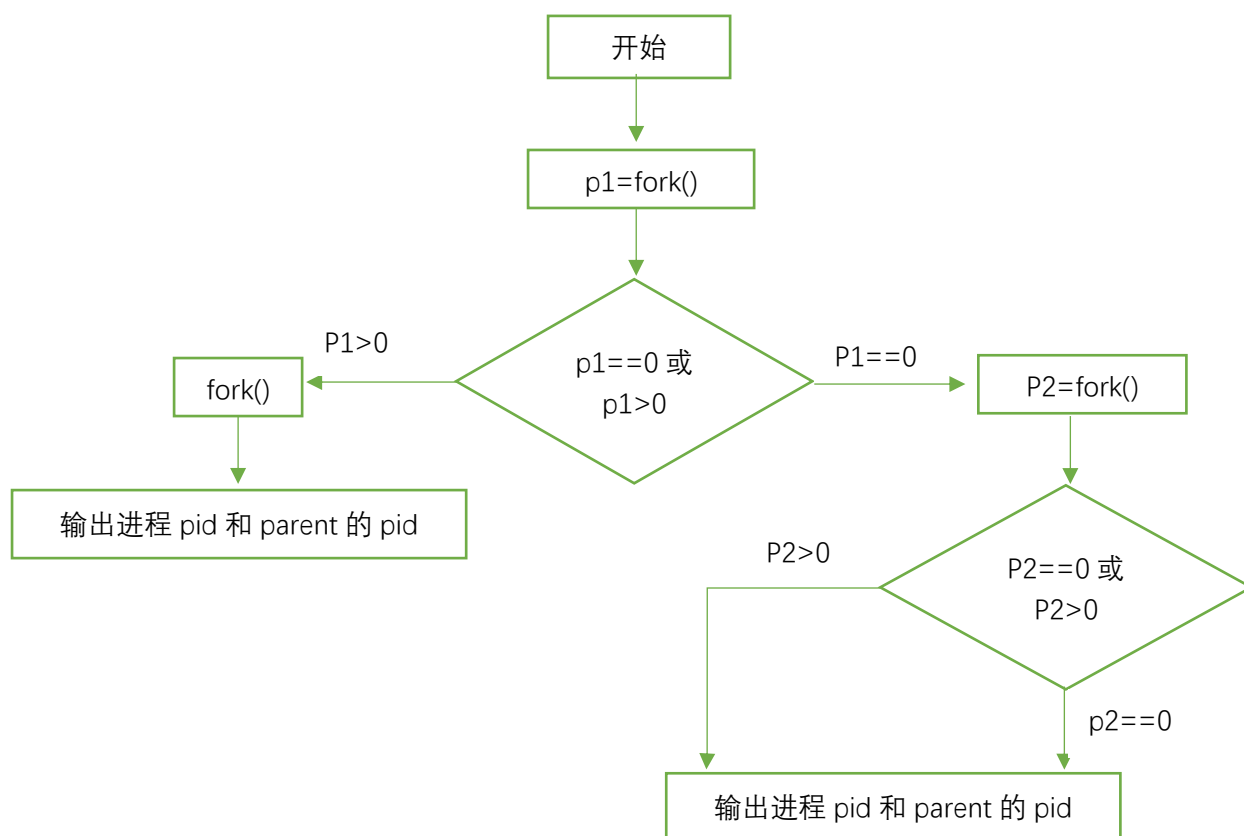 开始
p1=fork()
P1>0
p1==0 或
p1>0
P1==0
fork()
P2=fork()
输出进程 pid 和 parent 的 pid
P2>0
P2==0 或
P2>0
p2==0
输出进程 pid 和 parent 的 pid